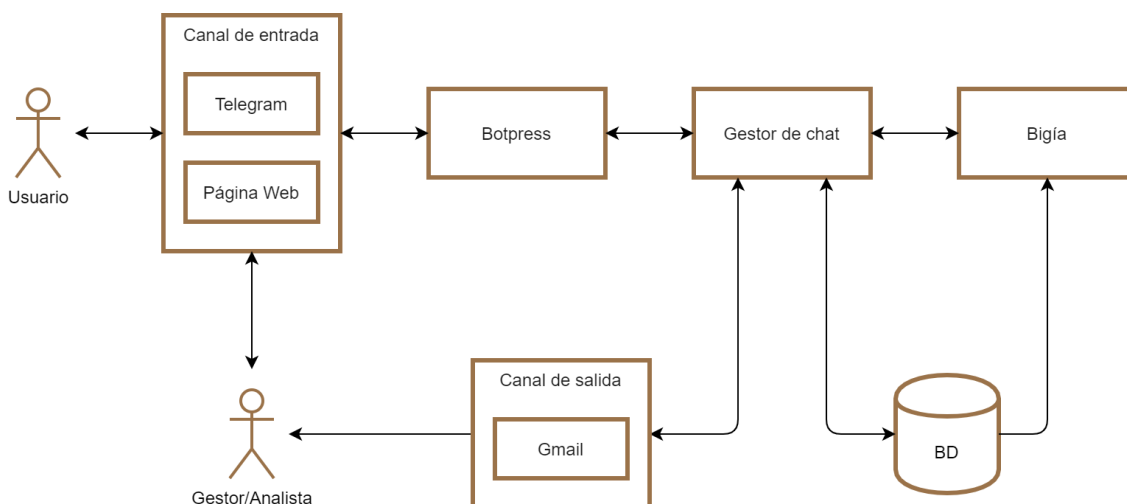 Canal de entrada
Telegram
Página Web
Usuario
Botpress
Gestor de chat
Bigía
Canal de salida
Gmail
BD
Gestor/Analista